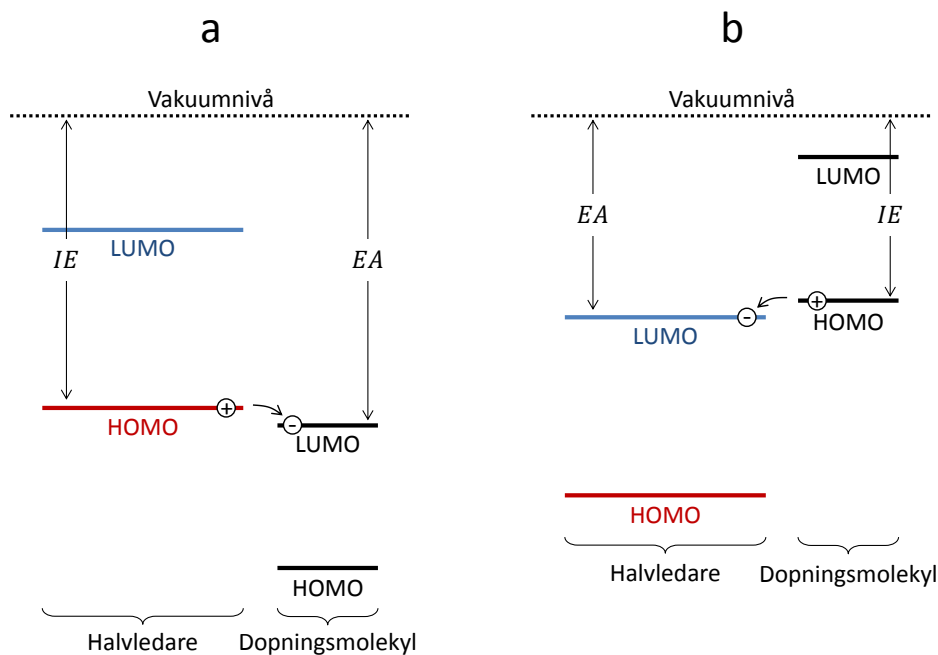 a
Vakuumnivå
LUMO
IE
EA
HOMO
+
-
LUMO
HOMO
Halvledare
Dopningsmolekyl
b
Vakuumnivå
LUMO
EA
IE
-
+
LUMO
HOMO
HOMO
Halvledare
Dopningsmolekyl